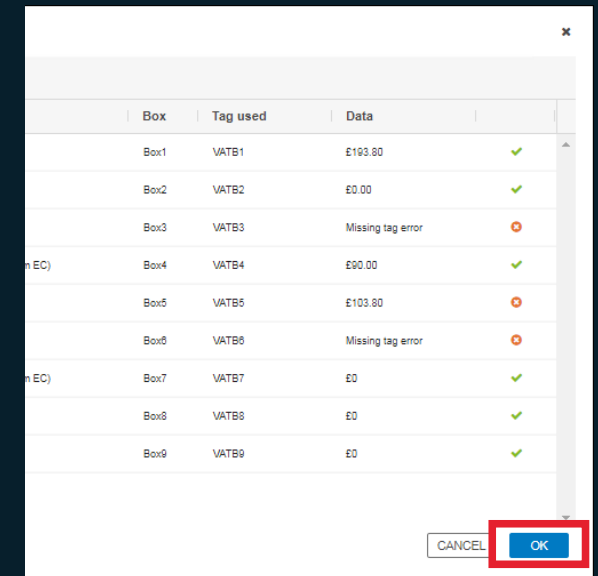 Box Tag used Data
Box1 VATB1 £193.80
Box2 VATB2 £0.00
Box3 VATB3 Missing tag error
n EC) Box4 VATB4 £90.00
Box5 VATB5 £103.80
Box6 VATB6 Missing tag error
n EC) Box7 VATB7 £0
Box8 VATB8 £0
Box9 VATB9 £0
CANCEL OK